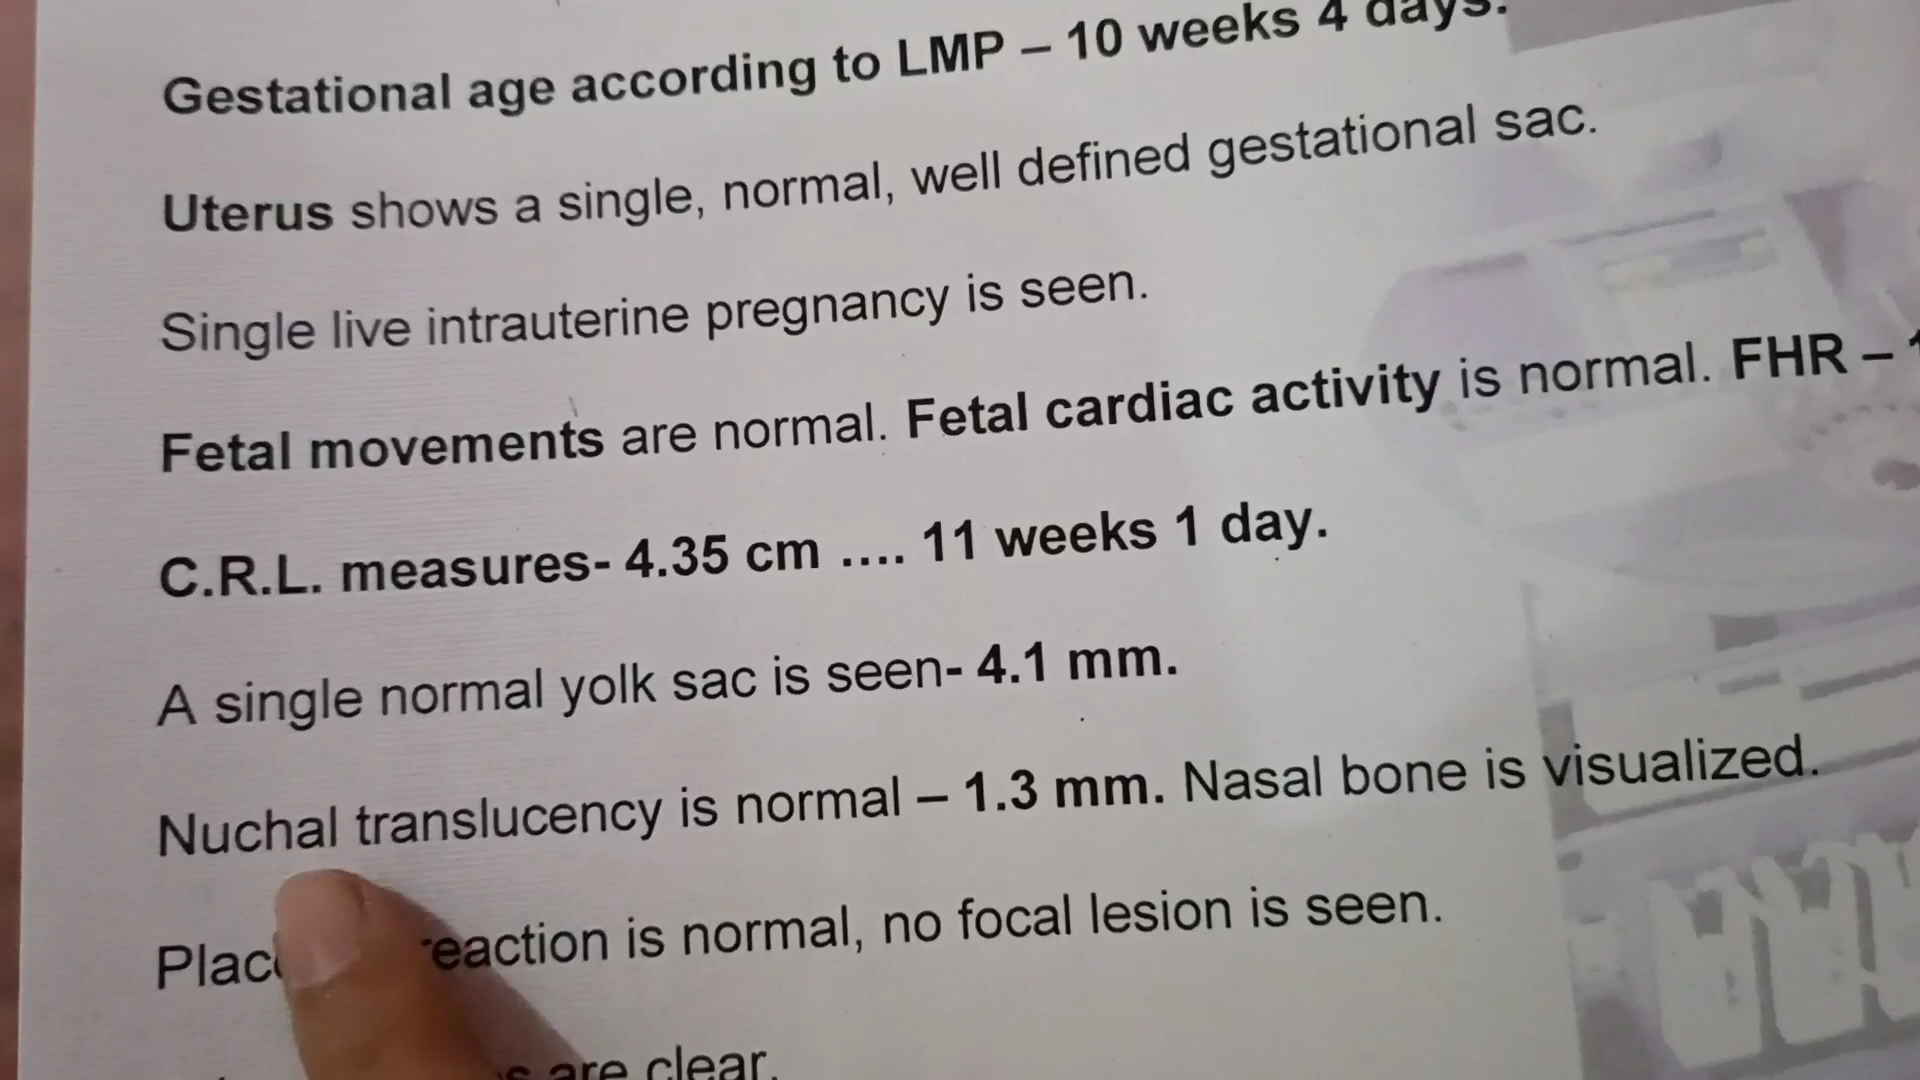 Gestational age according to LMP – 10 weeks 4 days.
Uterus shows a single, normal, well defined gestational sac.
Single live intrauterine pregnancy is seen.
Fetal movements are normal. Fetal cardiac activity is normal. FHR –
C.R.L. measures- 4.35 cm .... 11 weeks 1 day.
A single normal yolk sac is seen- 4.1 mm.
Nuchal translucency is normal – 1.3 mm. Nasal bone is visualized.
is normal, no focal lesion is seen.
are clear.